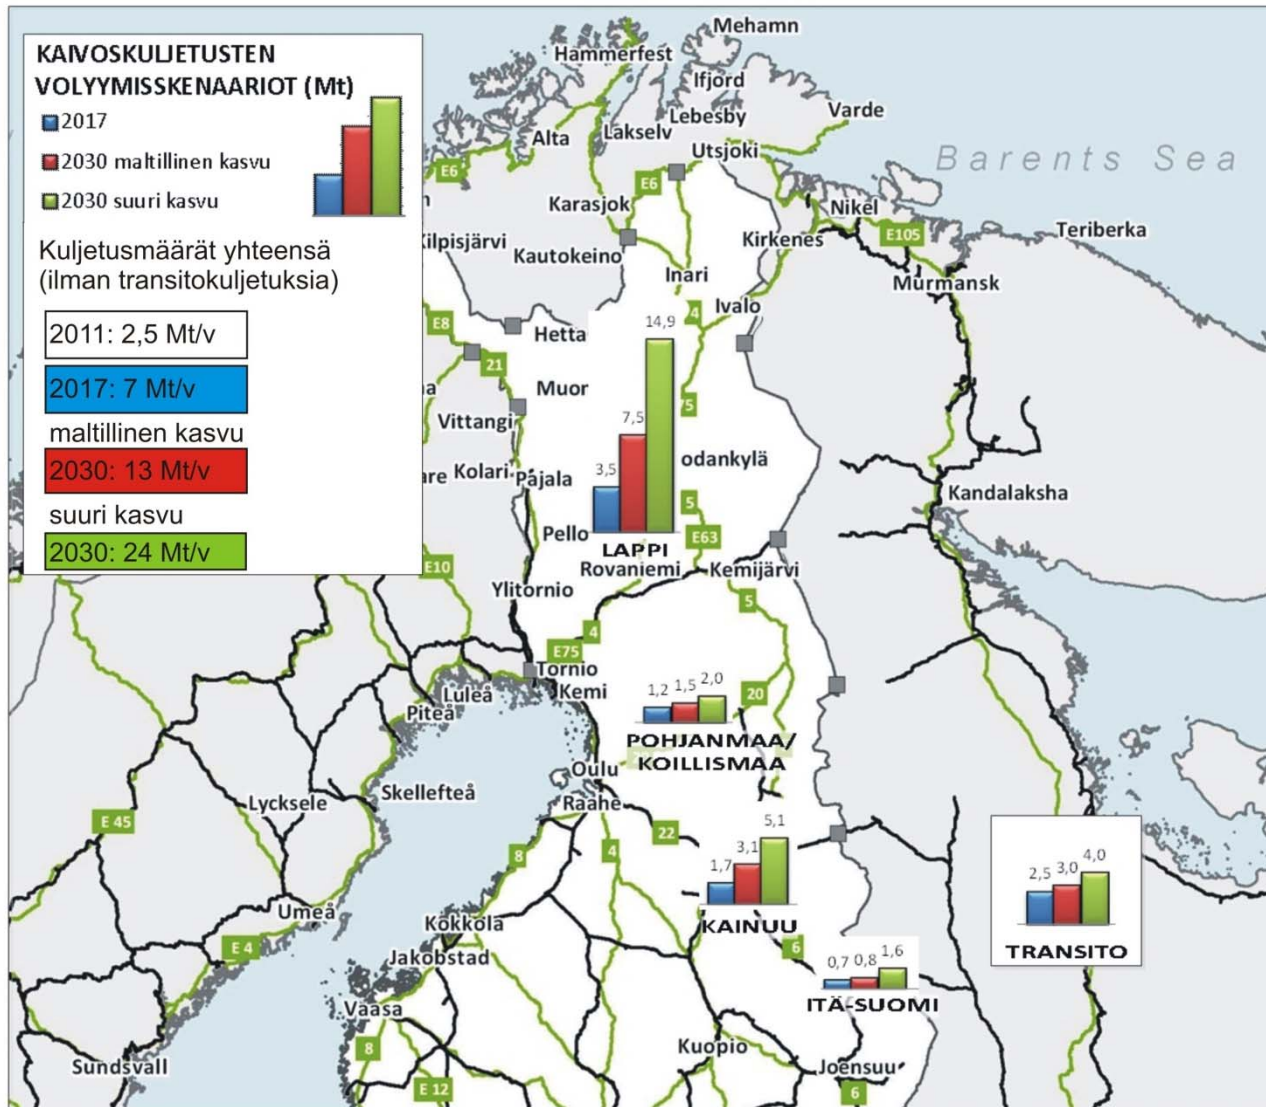 KAIVOSKULJETUSTEN
VOLYYMISSKENAARIOT (Mt)
2017
2030 maltillinen kasvu
2030 suuri kasvu
Kuljetusmäärät yhteensä
(ilman transitokuljetuksia)
2011: 2,5 Mt/v
2017: 7 Mt/v
maltillinen kasvu
2030: 13 Mt/v
suuri kasvu
2030: 24 Mt/v
Mehamn
Hammerfest
Ifjord
Lebesby
Varde
Alta
Lakselv
Utsjoki
Barents Sea
E6
E6
Karasjok
Nikel
Teriberka
Kilpisjärvi
Kautokeino
Kirkenes
E105
Inari
Murmansk
Ivalo
4
14,9
E8
Hetta
21
Muor
75
Vittangi
7,5
are
Kolari
Pajala
3,5
odankylä
Kandalaksha
5
Pello
E63
LAPPI
E10
Rovaniemi
Kemijärvi
Ylitornio
5
4
E75
Tornio
Kemi
Luleå
Piteå
1,2
1,5
2,0
20
POHJANMAA/
KOILLISMAA
Oulu
Raahe
Skellefteå
Lycksele
E 45
22
4
8
1,7
3,1
5,1
KAINUU
2,5
3,0
4,0
TRANSITO
Umeå
Kokkola
E 4
Jakobstad
6
0,7
0,8
1,6
ITÄ-SUOMI
Vaasa
Kuopio
8
Sundsvall
Joensuu
E 12
6